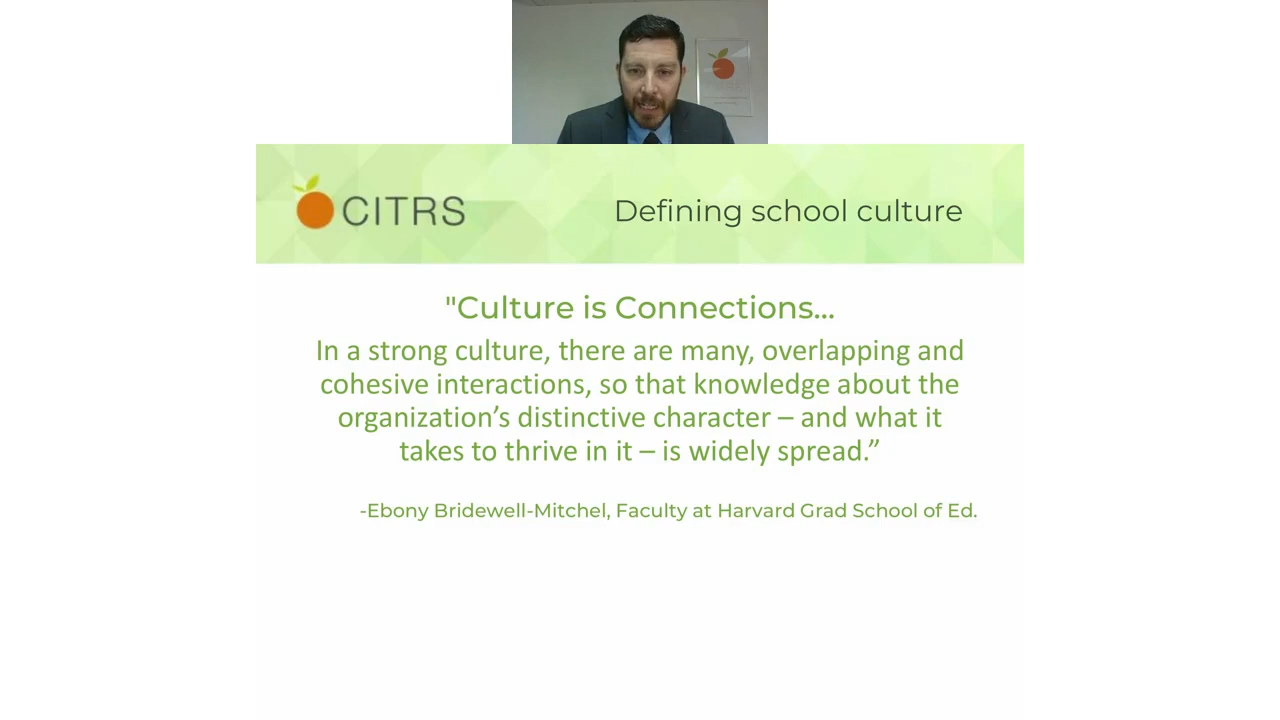 CITRS
Defining school culture
"Culture is Connections...
In a strong culture, there are many, overlapping and
cohesive interactions, so that knowledge about the
organization’s distinctive character – and what it
takes to thrive in it – is widely spread.”
-Ebony Bridewell-Mitchel, Faculty at Harvard Grad School of Ed.